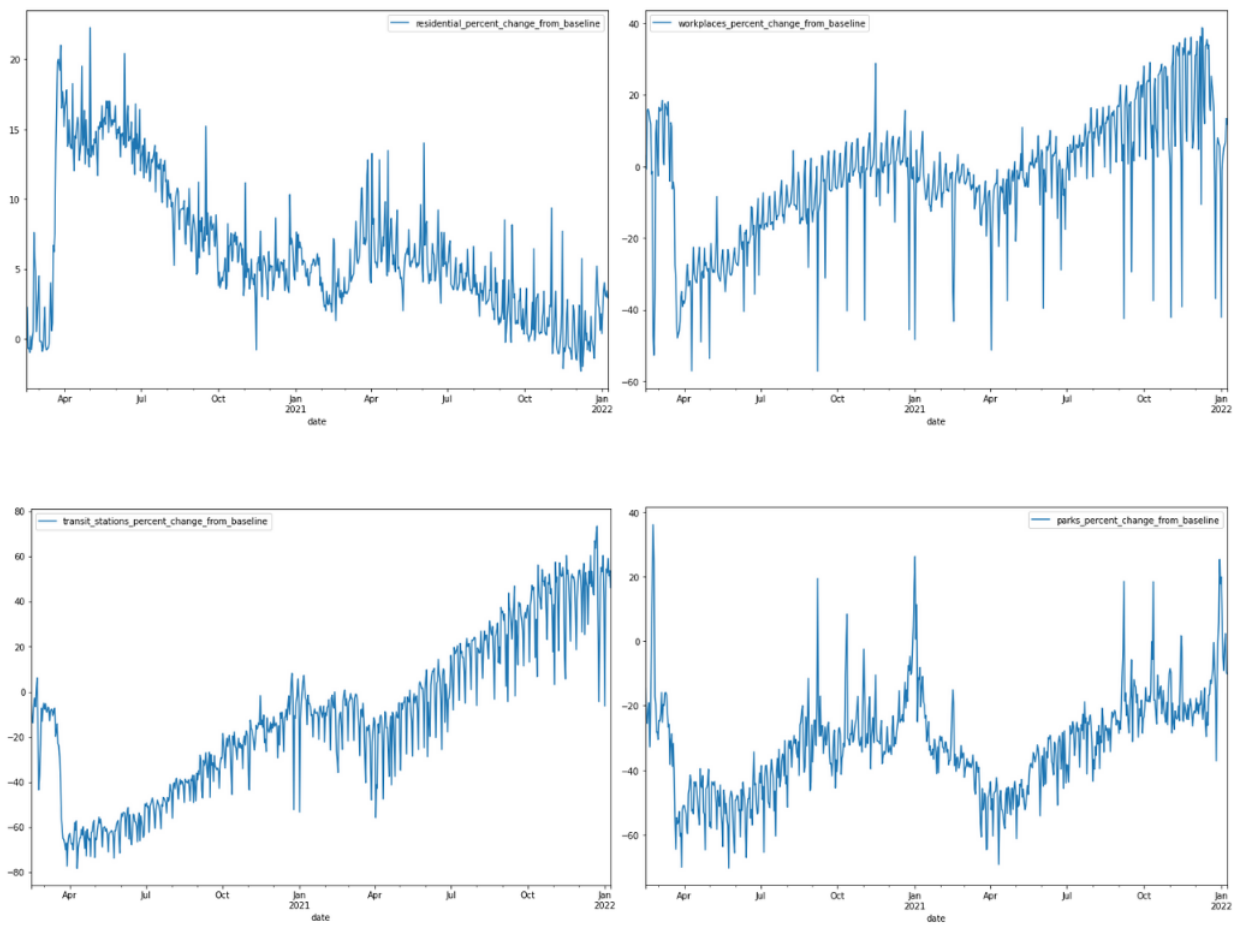 residential_percent_change_from_baseline
20
15
10
5
0
Apr Jul Oct Jan Apr Jul Oct Jan
2021 2022
date
workplaces_percent_change_from_baseline
40
20
0
−20
−40
−60
Apr Jul Oct Jan Apr Jul Oct Jan
2021 2022
date
transit_stations_percent_change_from_baseline
80
60
40
20
0
−20
−40
−60
−80
Apr Jul Oct Jan Apr Jul Oct Jan
2021 2022
date
parks_percent_change_from_baseline
40
20
0
−20
−40
−60
Apr Jul Oct Jan Apr Jul Oct Jan
2021 2022
date